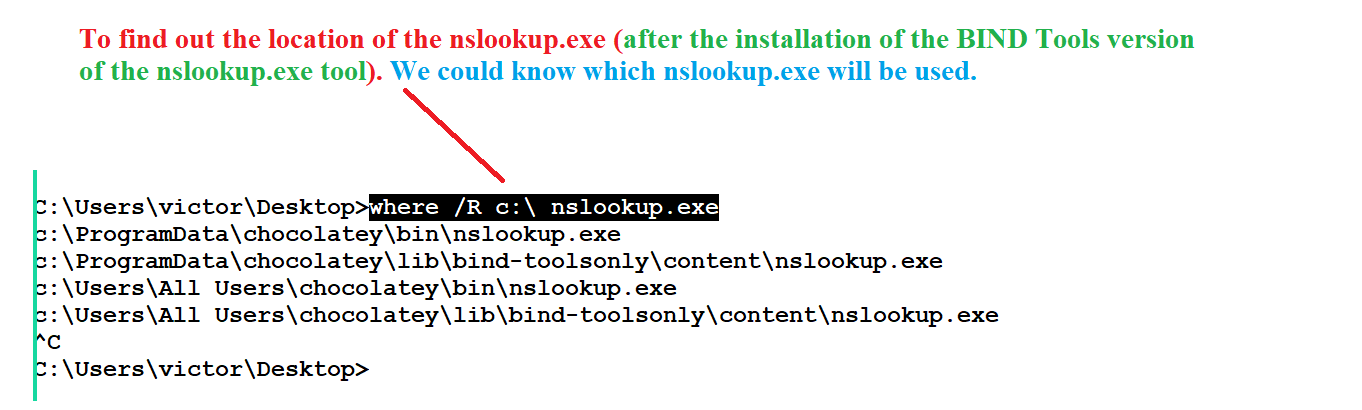 To find out the location of the nslookup.exe (after the installation of the BIND Tools version
of the nslookup.exe tool). We could know which nslookup.exe will be used.
C:\Users\victor\Desktop>where /R c:\ nslookup.exe
c:\ProgramData\chocolatey\bin\nslookup.exe
c:\ProgramData\chocolatey\lib\bind-toolsonly\content\nslookup.exe
c:\Users\All Users\chocolatey\bin\nslookup.exe
c:\Users\All Users\chocolatey\lib\bind-toolsonly\content\nslookup.exe
^C
C:\Users\victor\Desktop>